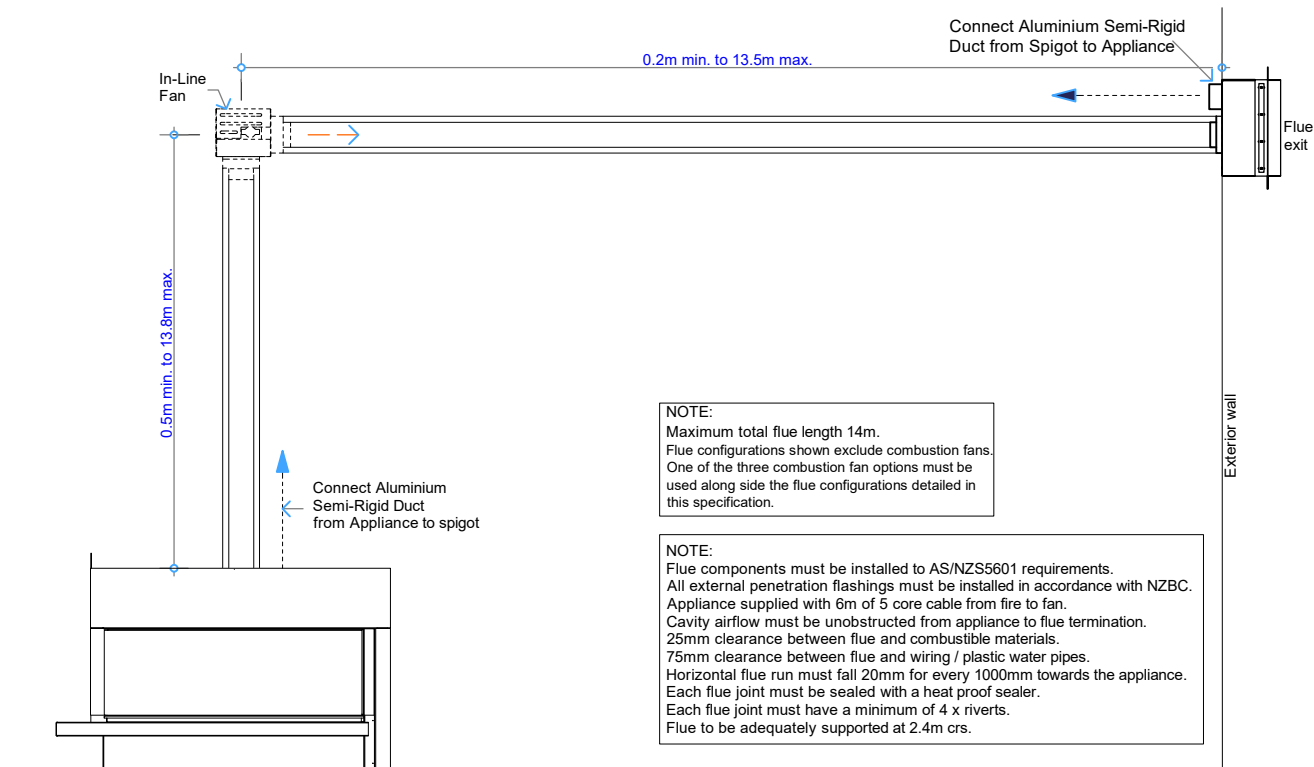 Connect Aluminium Semi-Rigid
Duct from Spigot to Appliance
0.2m min. to 13.5m max.
In-Line
Fan
Flue
exit
0.5m min. to 13.8m max.
Exterior wall
Connect Aluminium
Semi-Rigid Duct
from Appliance to spigot
NOTE:
Maximum total flue length 14m.
Flue configurations shown exclude combustion fans.
One of the three combustion fan options must be
used along side the flue configurations detailed in
this specification.
NOTE:
Flue components must be installed to AS/NZS5601 requirements.
All external penetration flashings must be installed in accordance with NZBC.
Appliance supplied with 6m of 5 core cable from fire to fan.
Cavity airflow must be unobstructed from appliance to flue termination.
25mm clearance between flue and combustible materials.
75mm clearance between flue and wiring / plastic water pipes.
Horizontal flue run must fall 20mm for every 1000mm towards the appliance.
Each flue joint must be sealed with a heat proof sealer.
Each flue joint must have a minimum of 4 x riverts.
Flue to be adequately supported at 2.4m crs.